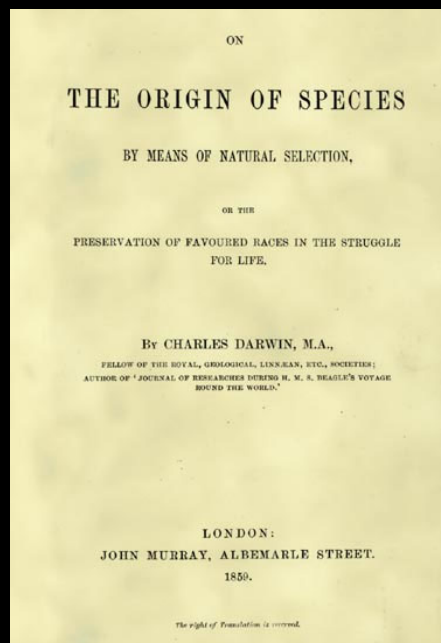 ON
THE ORIGIN OF SPECIES
BY MEANS OF NATURAL SELECTION,
OR THE
PRESERVATION OF FAVOURED RACES IN THE STRUGGLE
FOR LIFE.
BY CHARLES DARWIN, M.A.,
FELLOW OF THE ROYAL, GEOLOGICAL, LINNÆAN, ETC., SOCIETIES;
AUTHOR OF 'JOURNAL OF RESEARCHES DURING H. M. S. BEAGLE'S VOYAGE
ROUND THE WORLD.'
LONDON:
JOHN MURRAY, ALBEMARLE STREET.
1859.
The right of Translation is reserved.